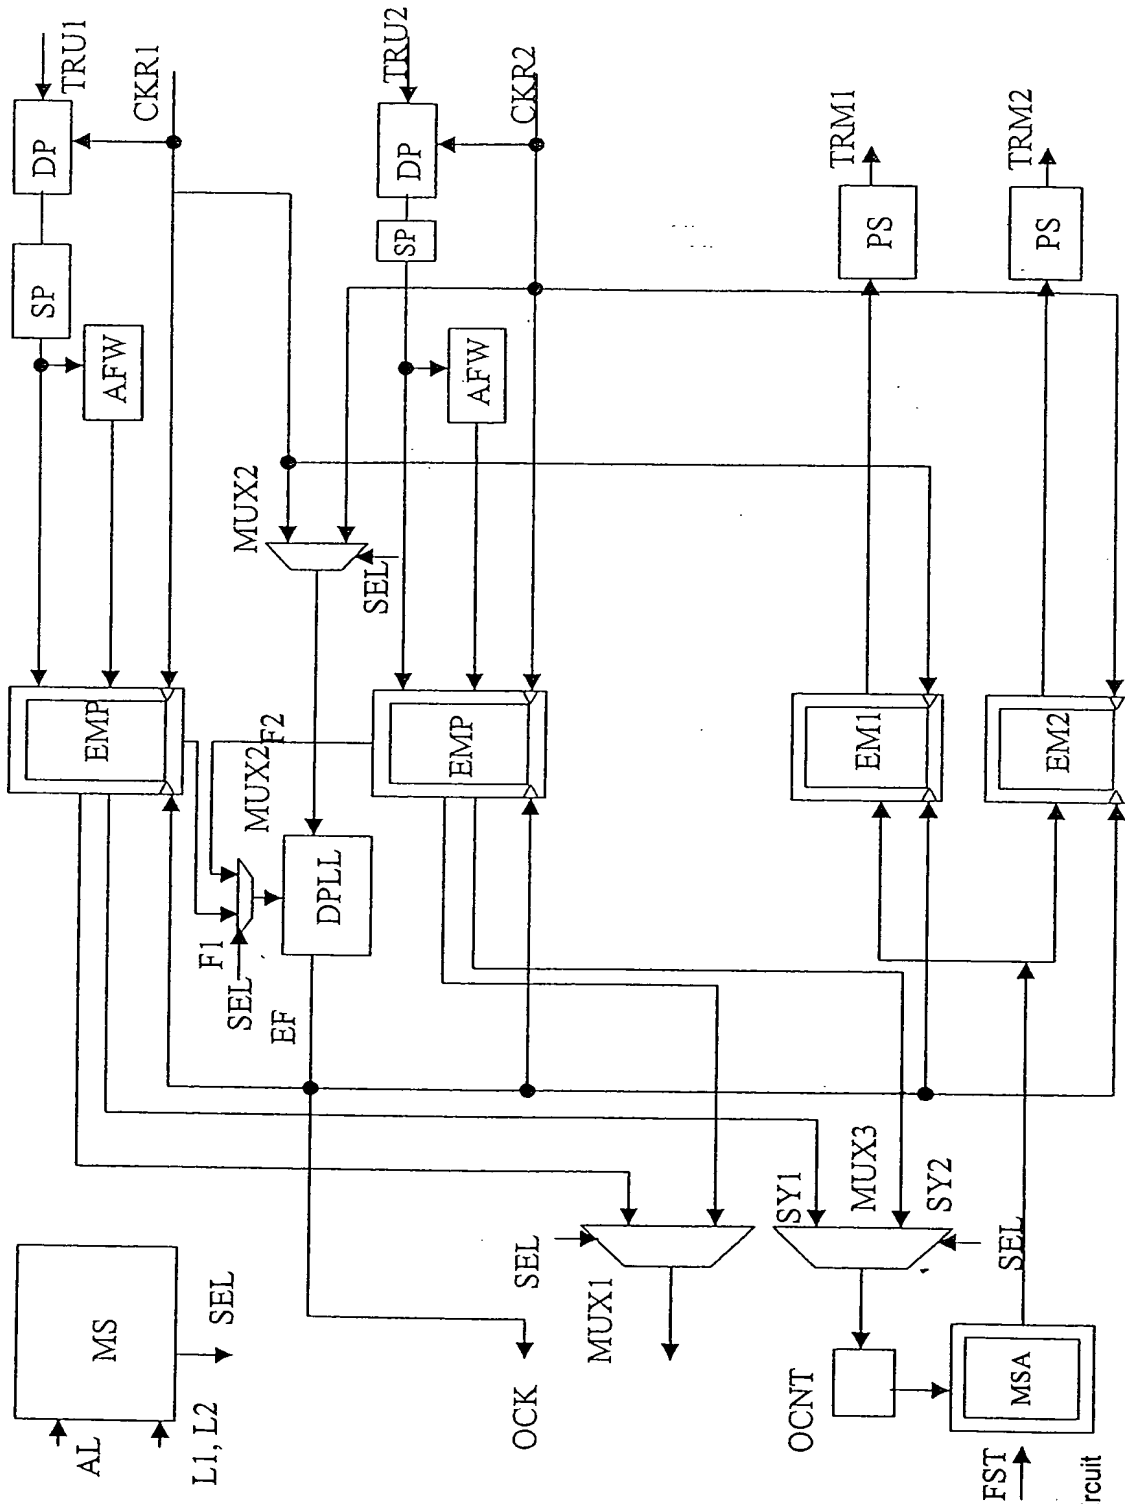 TRU1
DP
CKR1
SP
AFW
EMP
TRU2
DP
CKR2
SP
AFW
EMP
MUX2
SEL
F2
MUX2
F1
SEL
DPLL
EF
TRM1
PS
TRM2
PS
EM1
EM2
MS
SEL
AL
L1, L2
OCK
SEL
MUX1
SY1
MUX3
SY2
SEL
OCNT
MSA
FST
rcuit